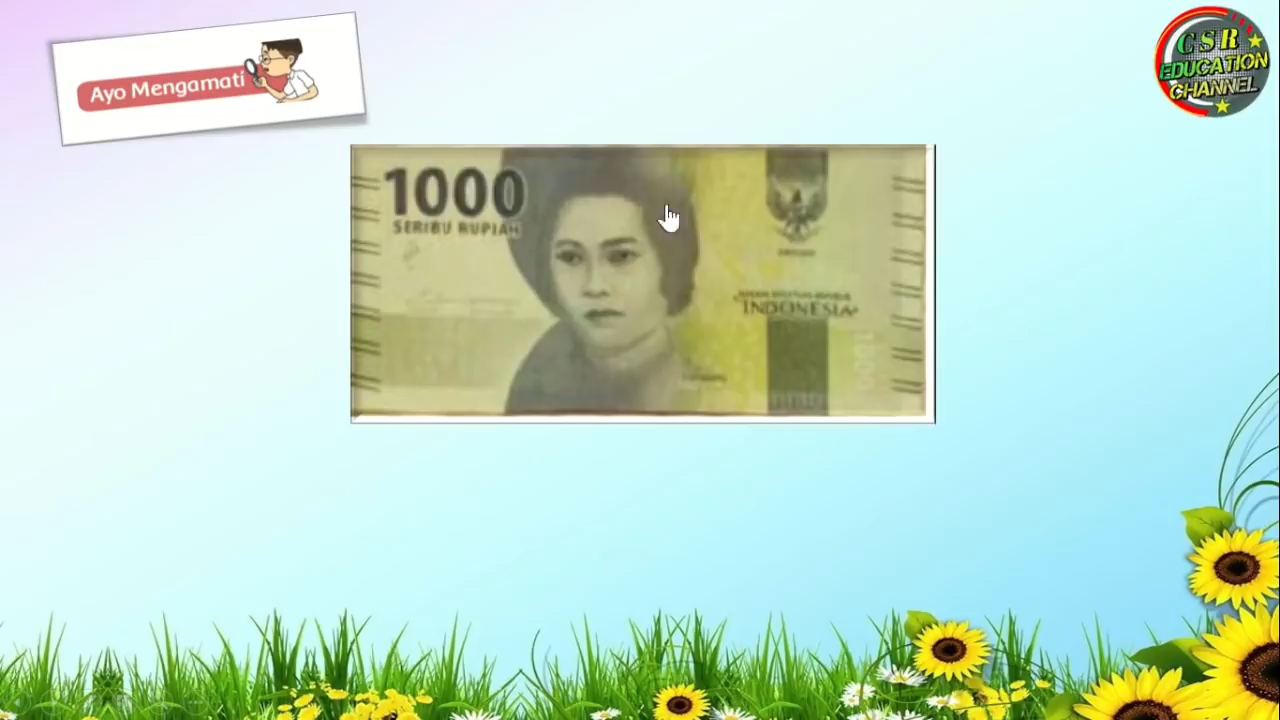 Ayo Mengamati
CSR
EDUCATION
CHANNEL
1000
SERIBU RUPIAH
INDONESIA